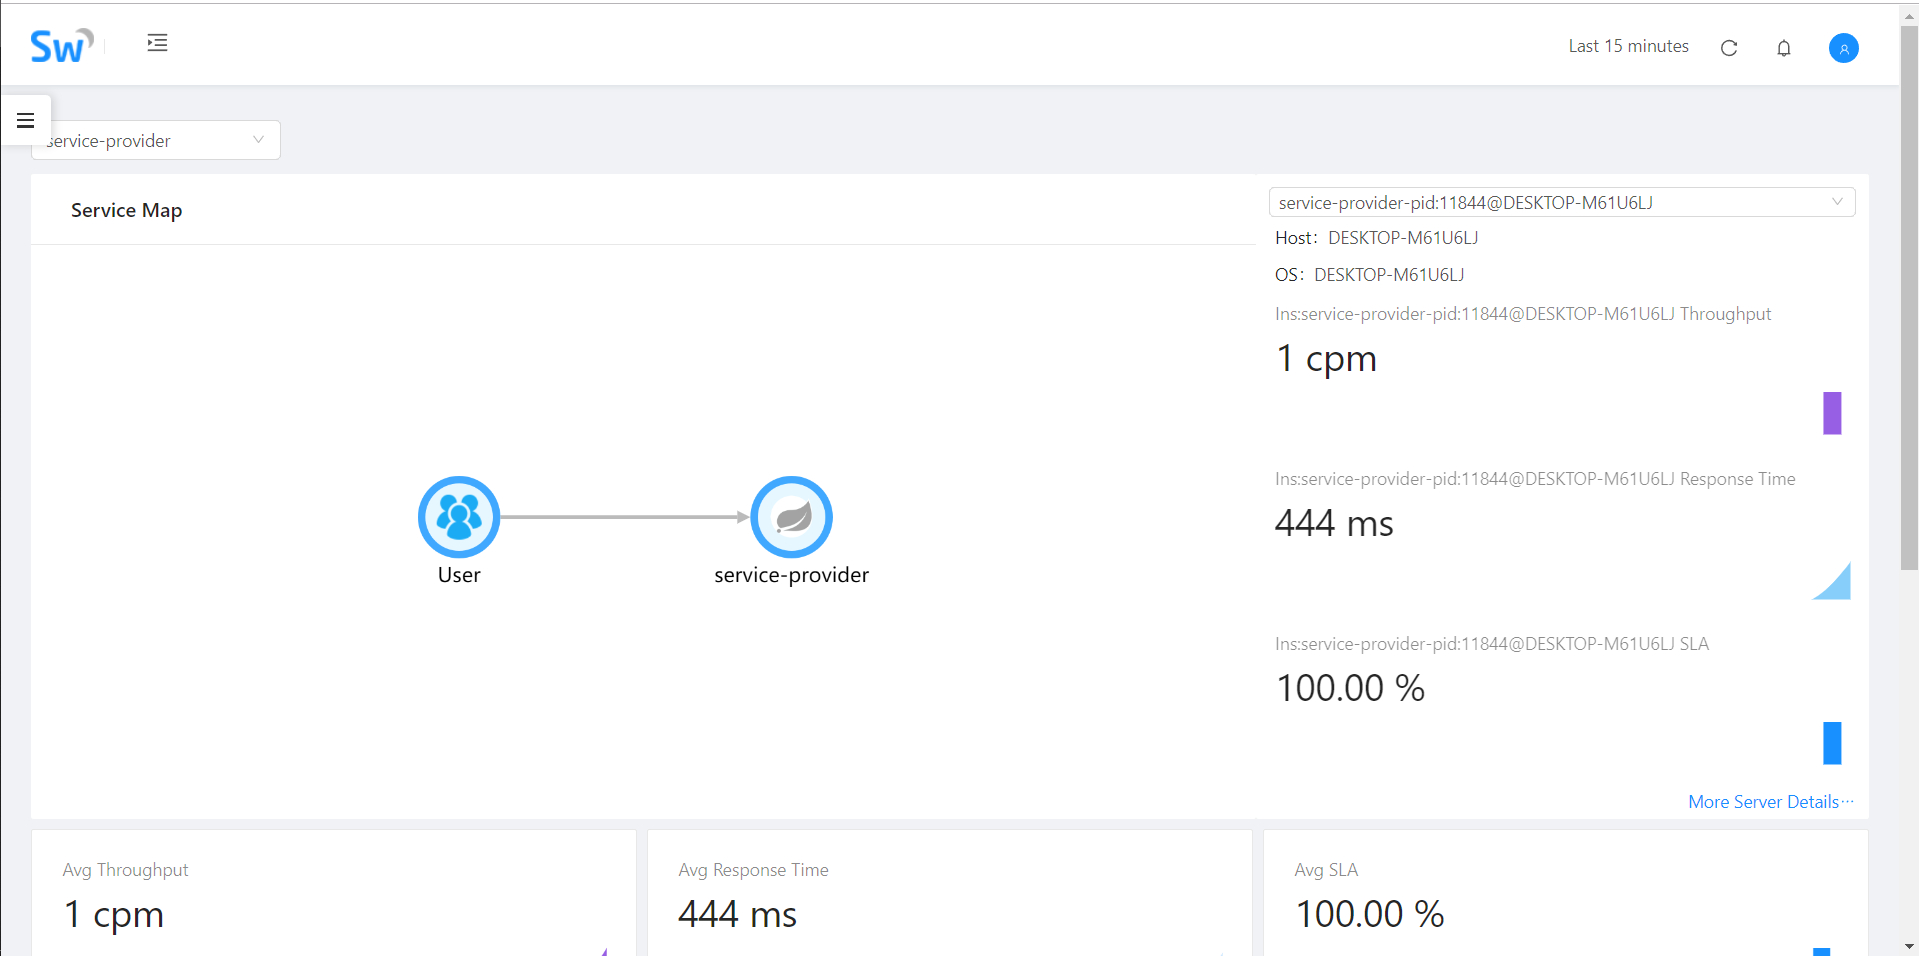 Sw
Last 15 minutes
service-provider
Service Map
service-provider-pid:11844@DESKTOP-M61U6LJ
Host: DESKTOP-M61U6LJ
OS: DESKTOP-M61U6LJ
Ins:service-provider-pid:11844@DESKTOP-M61U6LJ Throughput
1 cpm
Ins:service-provider-pid:11844@DESKTOP-M61U6LJ Response Time
444 ms
User
service-provider
Ins:service-provider-pid:11844@DESKTOP-M61U6LJ SLA
100.00 %
More Server Details···
Avg Throughput
1 cpm
Avg Response Time
444 ms
Avg SLA
100.00 %